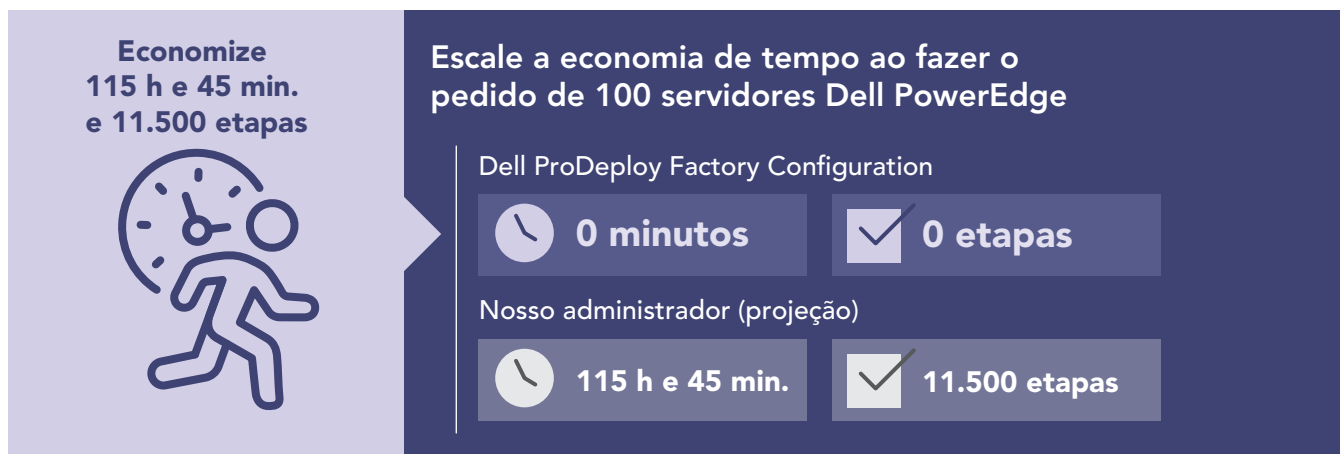 Economize
115 h e 45 min.
e 11.500 etapas
Escale a economia de tempo ao fazer o
pedido de 100 servidores Dell PowerEdge
Dell ProDeploy Factory Configuration
0 minutos
0 etapas
Nosso administrador (projeção)
115 h e 45 min.
11.500 etapas